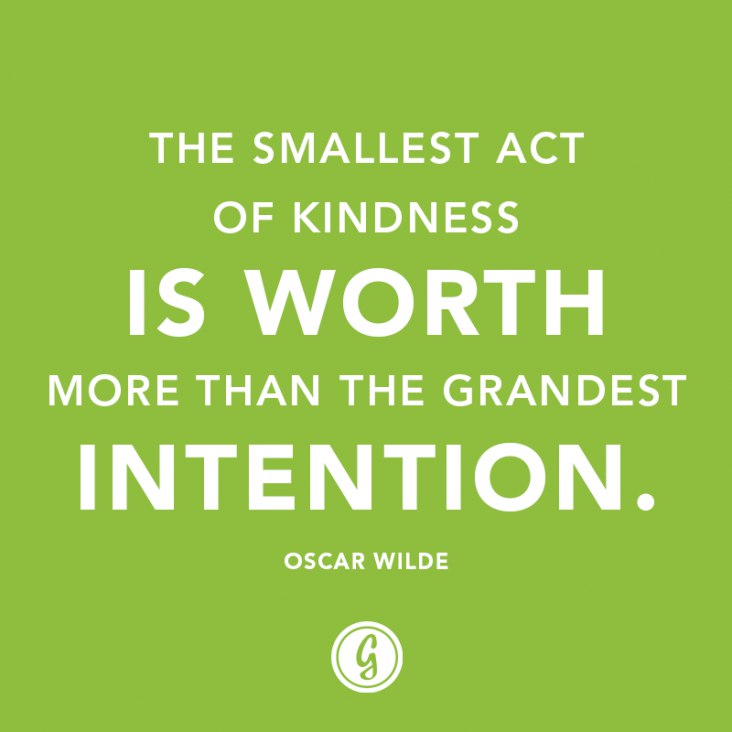 THE SMALLEST ACT
OF KINDNESS
IS WORTH
MORE THAN THE GRANDEST
INTENTION.
OSCAR WILDE
G